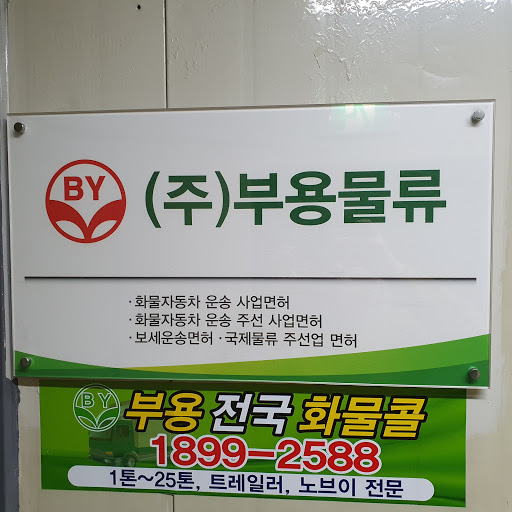 BY
(주)부용물류
·화물자동차 운송 사업면허
·화물자동차 운송 주선 사업면허
·보세운송면허 ·국제물류 주선업 면허
BY 부용 전국 화물콜
1899-2588
1톤~25톤, 트레일러, 노브이 전문